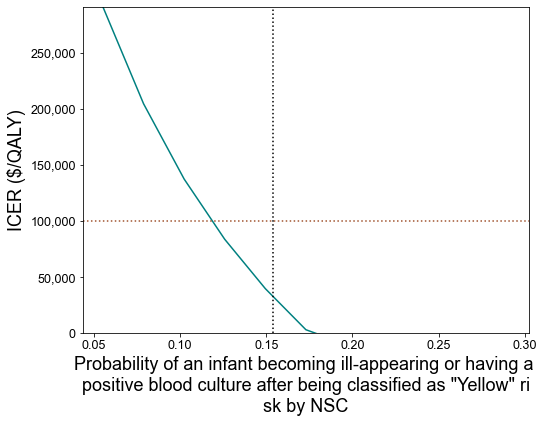 ICER ($/QALY)
250,000
200,000
150,000
100,000
50,000
0
0.05 0.10 0.15 0.20 0.25 0.30
Probability of an infant becoming ill-appearing or having a
positive blood culture after being classified as "Yellow" ri
sk by NSC